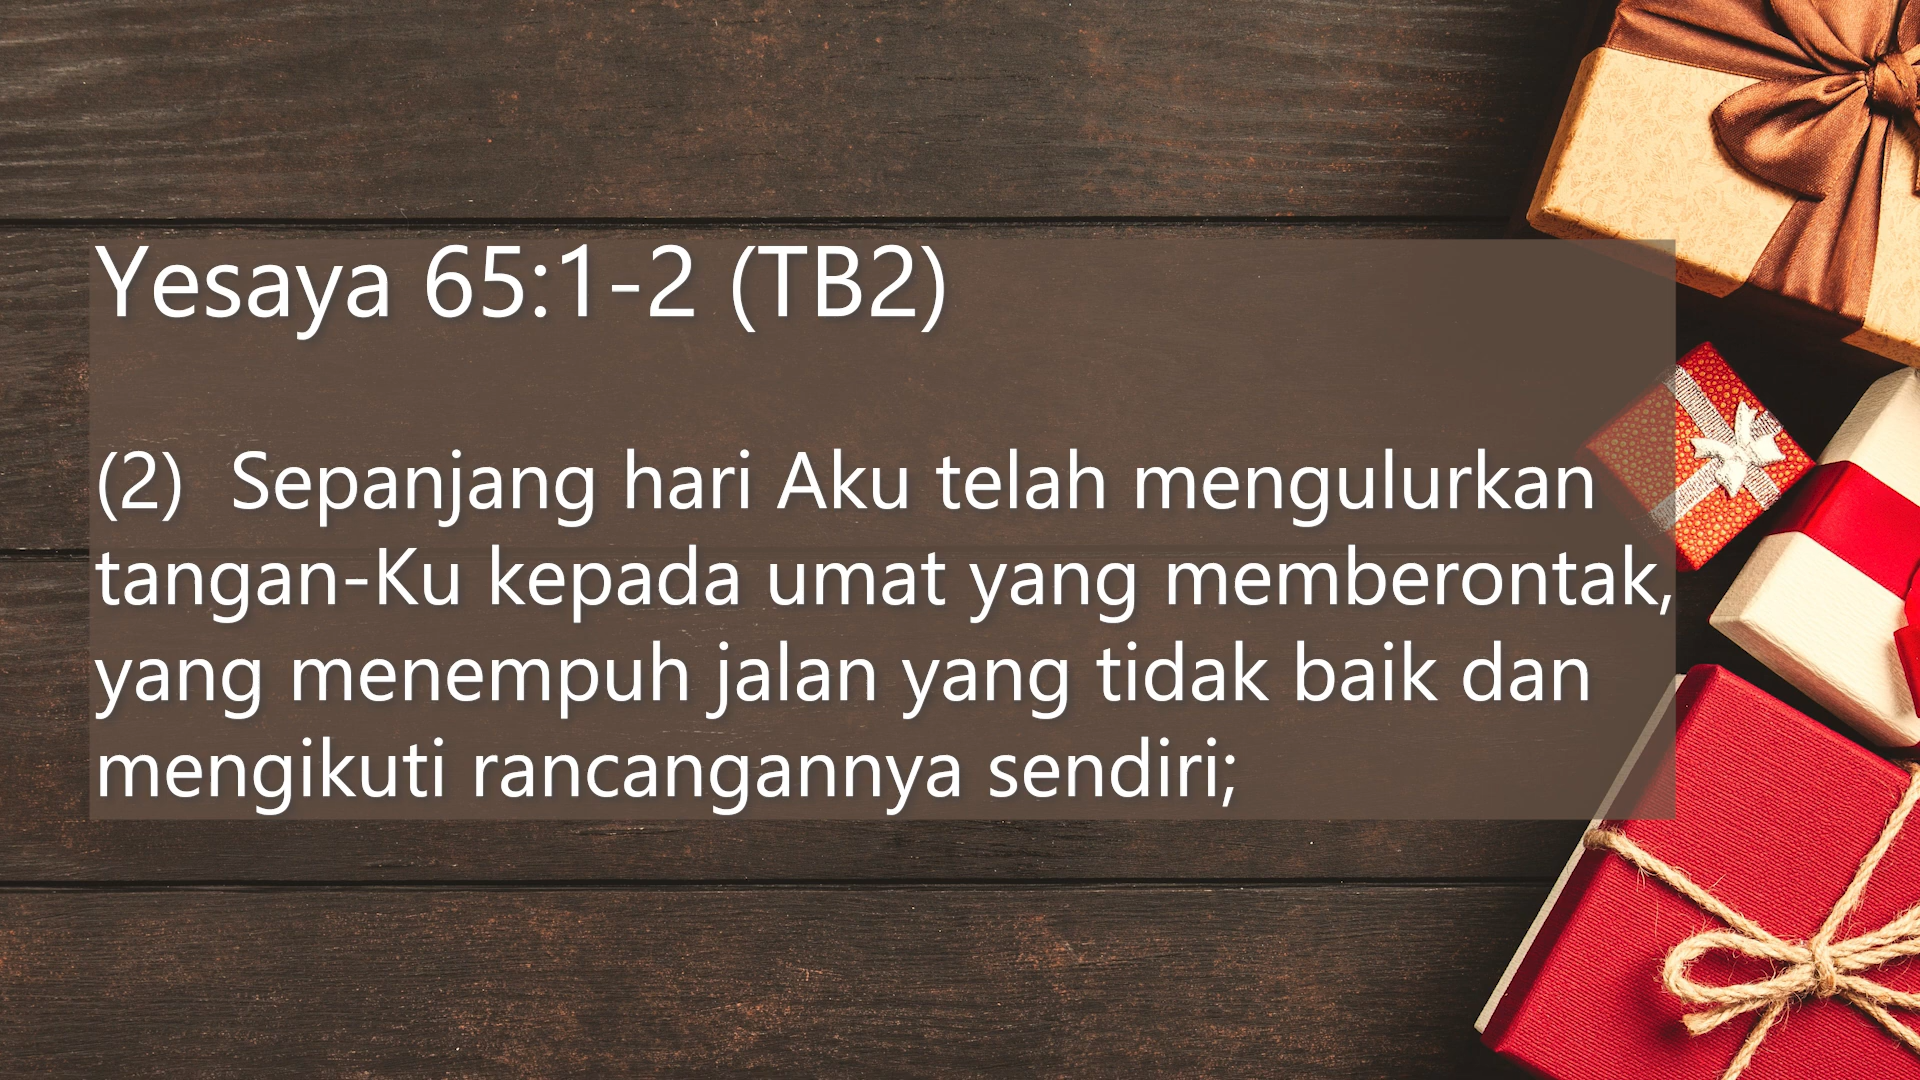 Yesaya 65:1-2 (TB2)
(2)  Sepanjang hari Aku telah mengulurkan
tangan-Ku kepada umat yang memberontak,
yang menempuh jalan yang tidak baik dan
mengikuti rancangannya sendiri;